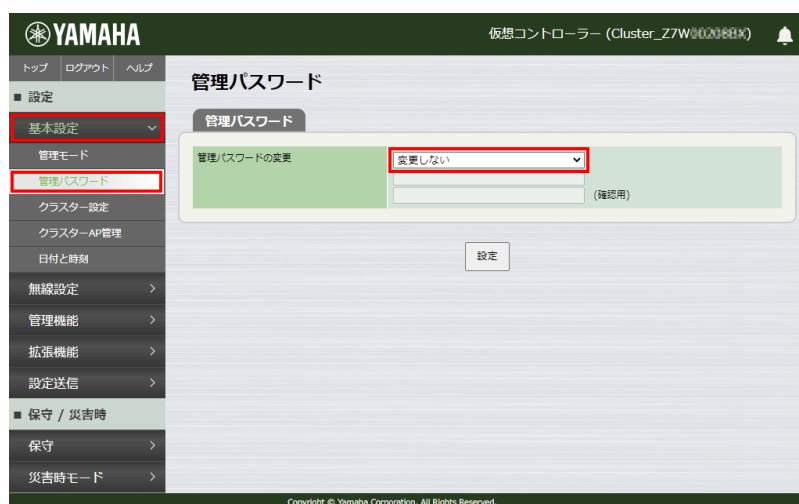 YAMAHA
仮想コントローラー (Cluster_Z7W
トップ ログアウト ヘルプ
■ 設定
基本設定
管理モード
管理パスワード
クラスター設定
クラスターAP管理
日付と時刻
無線設定
管理機能
拡張機能
設定送信
■ 保守 / 災害時
保守
災害時モード
管理パスワード
管理パスワード
管理パスワードの変更
変更しない
(確認用)
設定
Copyright © Yamaha Corporation. All Rights Reserved.